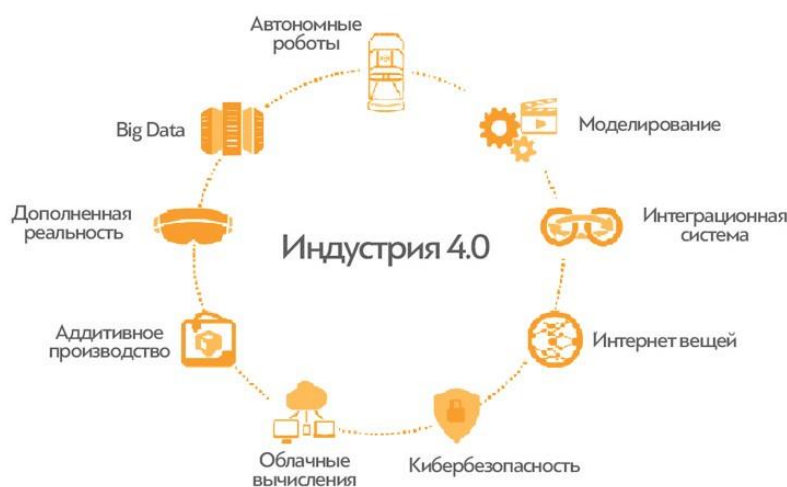 Автономные
роботы
Big Data
Моделирование
Дополненная
реальность
Интеграционная
система
Индустрия 4.0
Аддитивное
производство
Интернет вещей
Облачные
вычисления
Кибербезопасность